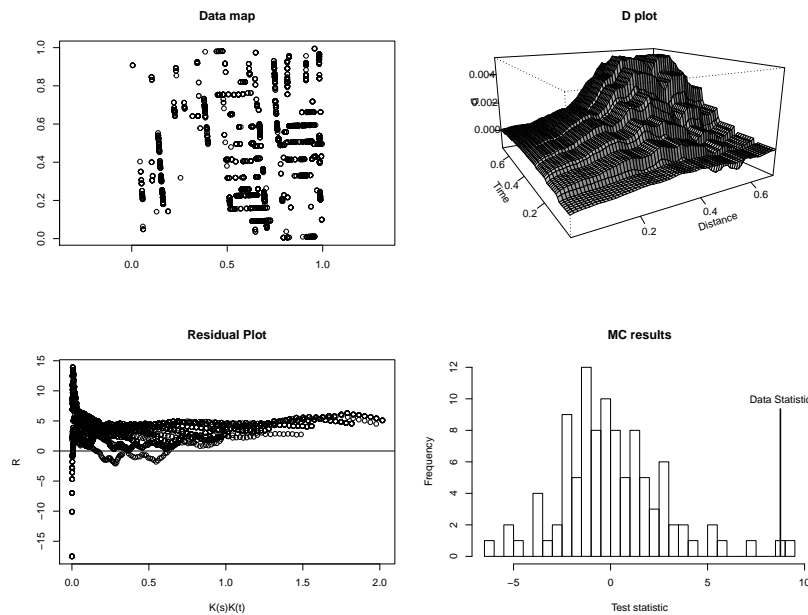 Data map
1.0
0.8
0.6
0.4
0.2
0.0
0.0 0.5 1.0
D plot
0.004
0.002
0.000
D
0.6
0.4
0.2
Time
0.2
0.4
0.6
Distance
Residual Plot
15
10
5
0
−5
−10
−15
R
0.0 0.5 1.0 1.5 2.0
K(s)K(t)
MC results
Data Statistic
12
10
8
6
4
2
0
Frequency
−5 0 5 10
Test statistic